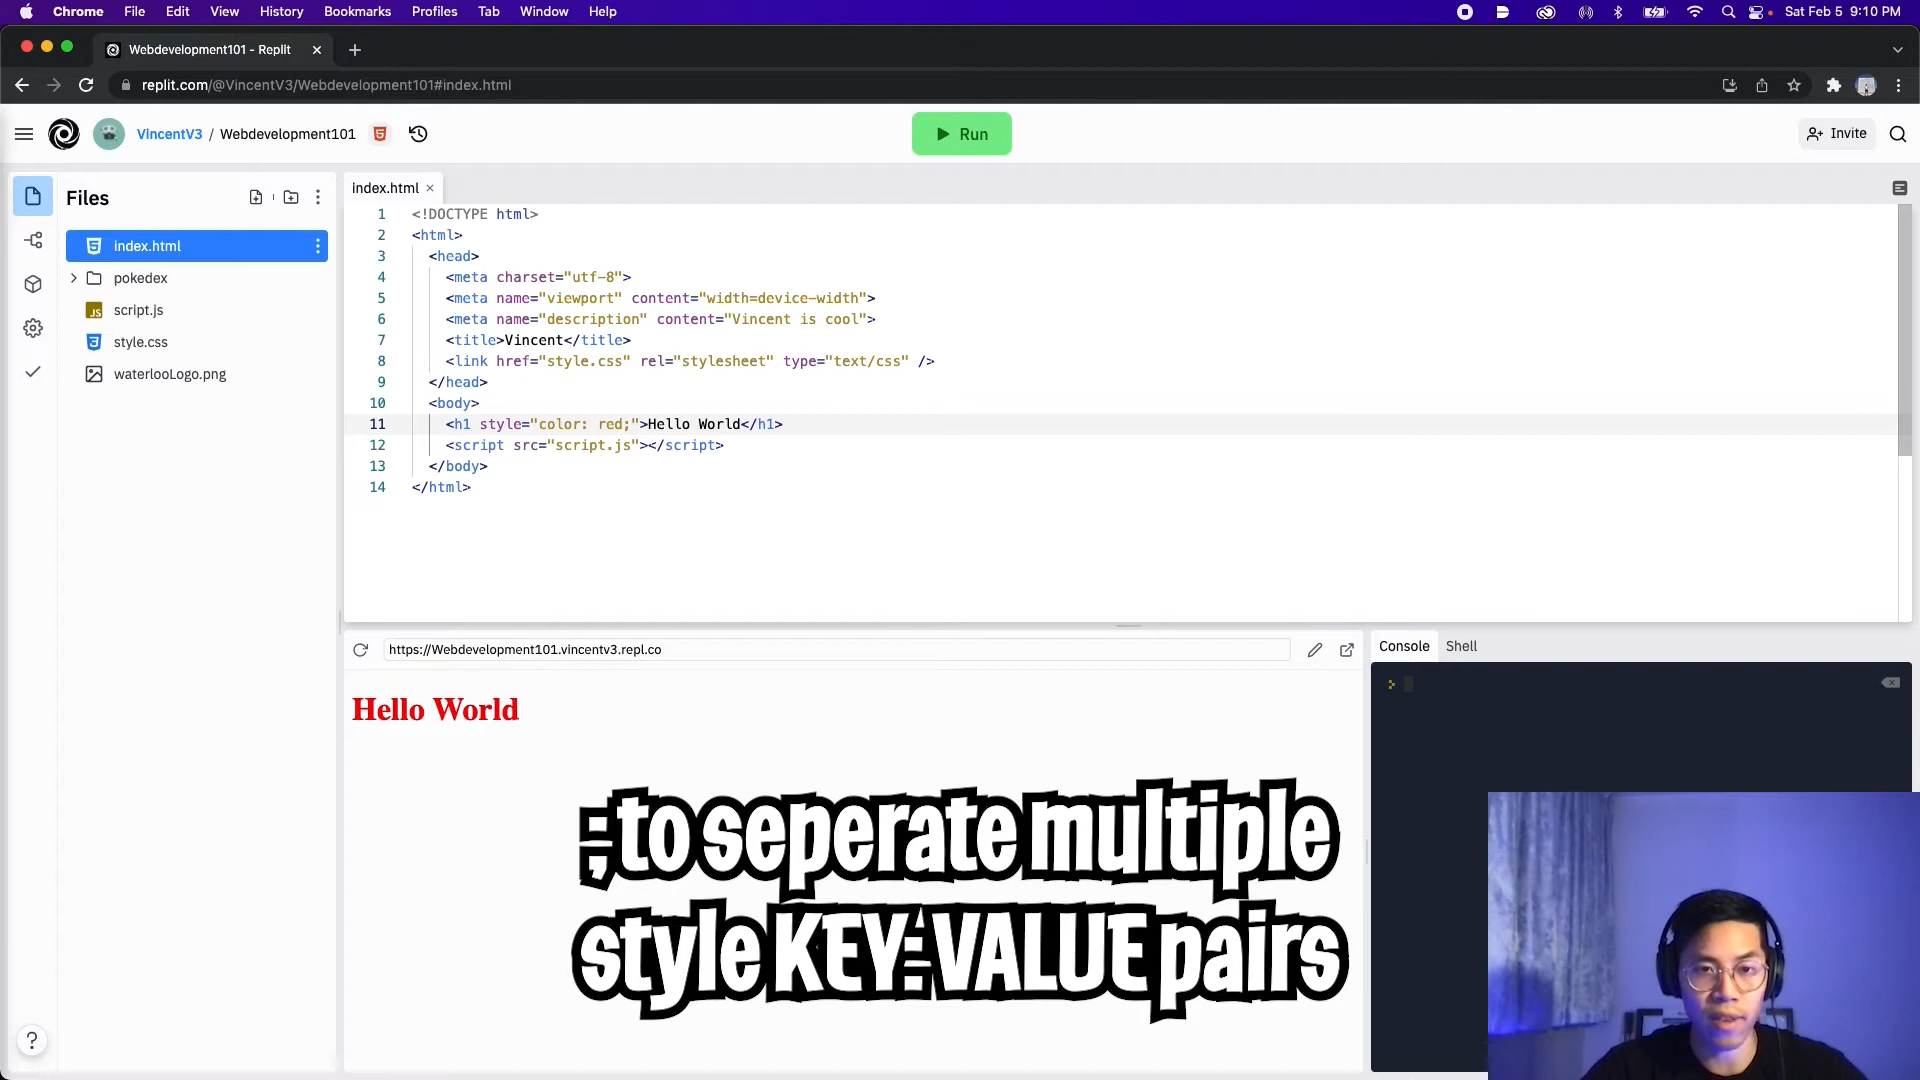 Chrome File Edit View History Bookmarks Profiles Tab Window Help Sat Feb 5 9:10 PM
Webdevelopment101 - Replit
replit.com/@VincentV3/Webdevelopment101#index.html
VincentV3 / Webdevelopment101 Run Invite
Files
index.html
pokedex
script.js
style.css
waterlooLogo.png
index.html
1 <!DOCTYPE html>
2 <html>
3 <head>
4 <meta charset="utf-8">
5 <meta name="viewport" content="width=device-width">
6 <meta name="description" content="Vincent is cool">
7 <title>Vincent</title>
8 <link href="style.css" rel="stylesheet" type="text/css" />
9 </head>
10 <body>
11 <h1 style="color: red;">Hello World</h1>
12 <script src="script.js"></script>
13 </body>
14 </html>
https://Webdevelopment101.vincentv3.repl.co
Hello World
Console Shell
; to seperate multiple
style KEY:VALUE pairs